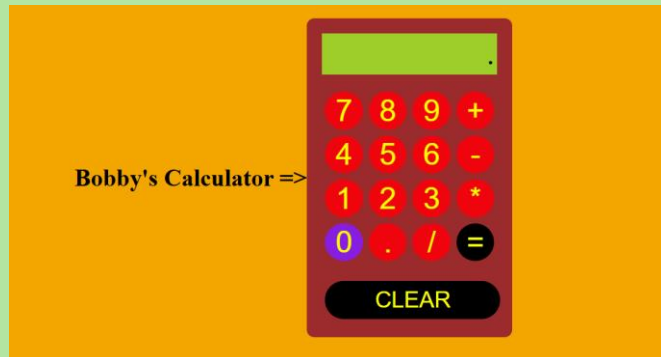 .
7 8 9 +
4 5 6 -
Bobby's Calculator =>
1 2 3 *
0 . / =
CLEAR